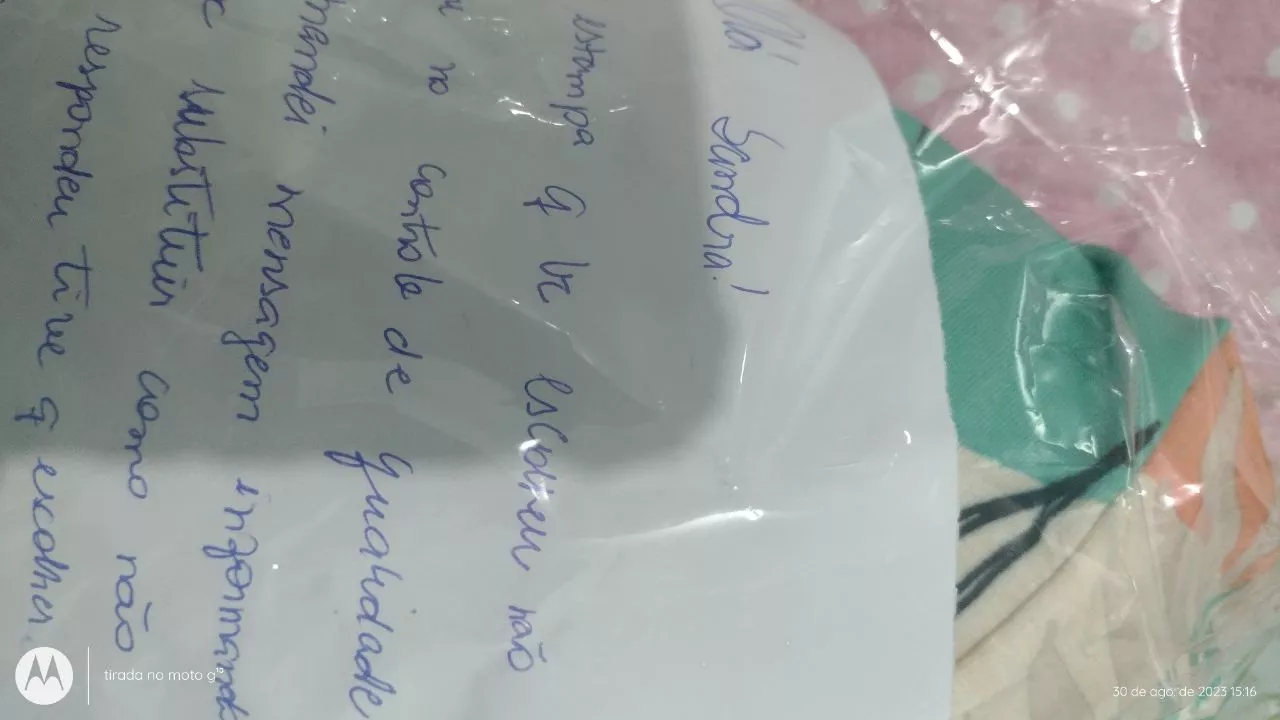 Olá Sandra!
estampa q vc escolheu não
no controle de qualidade
mandei mensagem informand
substituir como não
respondeu tive q escolher.
tirada no moto g
30 de ago. de 2023 15:16